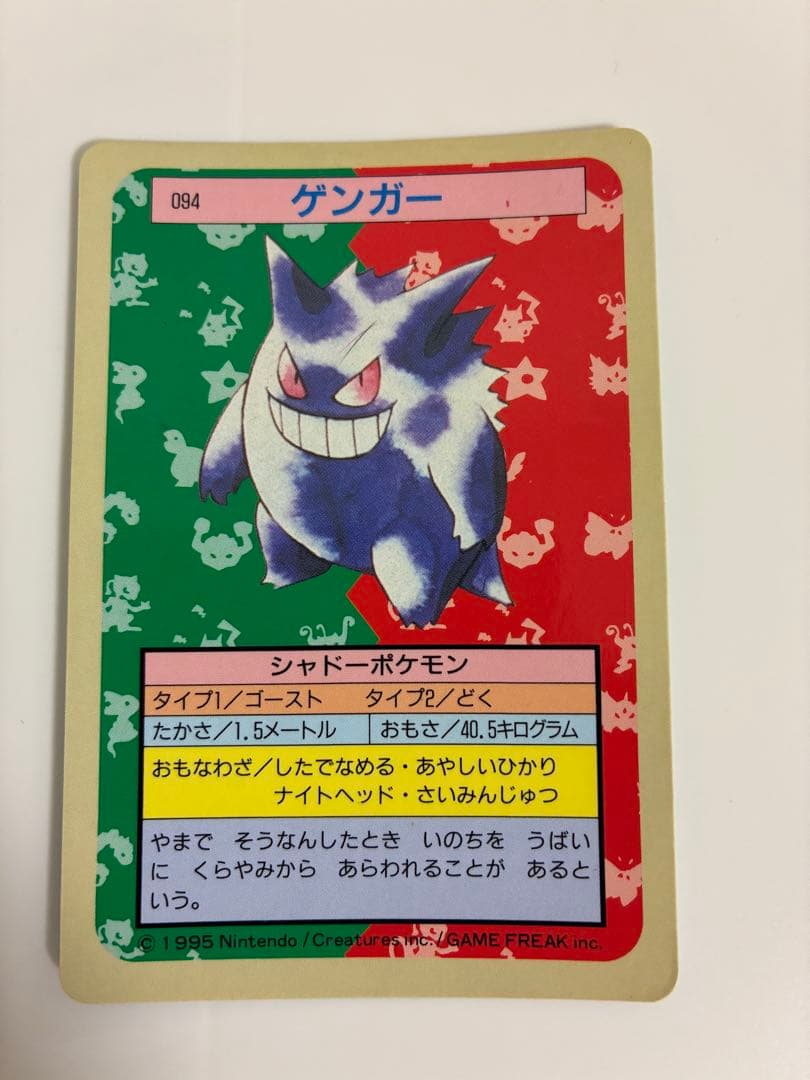 094 ゲンガー
シャドーポケモン
タイプ1/ゴースト タイプ2/どく
たかさ/1.5メートル おもさ/40.5キログラム
おもなわざ/したでなめる・あやしいひかり
ナイトヘッド・さいみんじゅつ
やまで そうなんしたとき いのちを うばい
に くらやみから あらわれることが あると
いう。
© 1995 Nintendo / Creatures inc. / GAME FREAK inc.